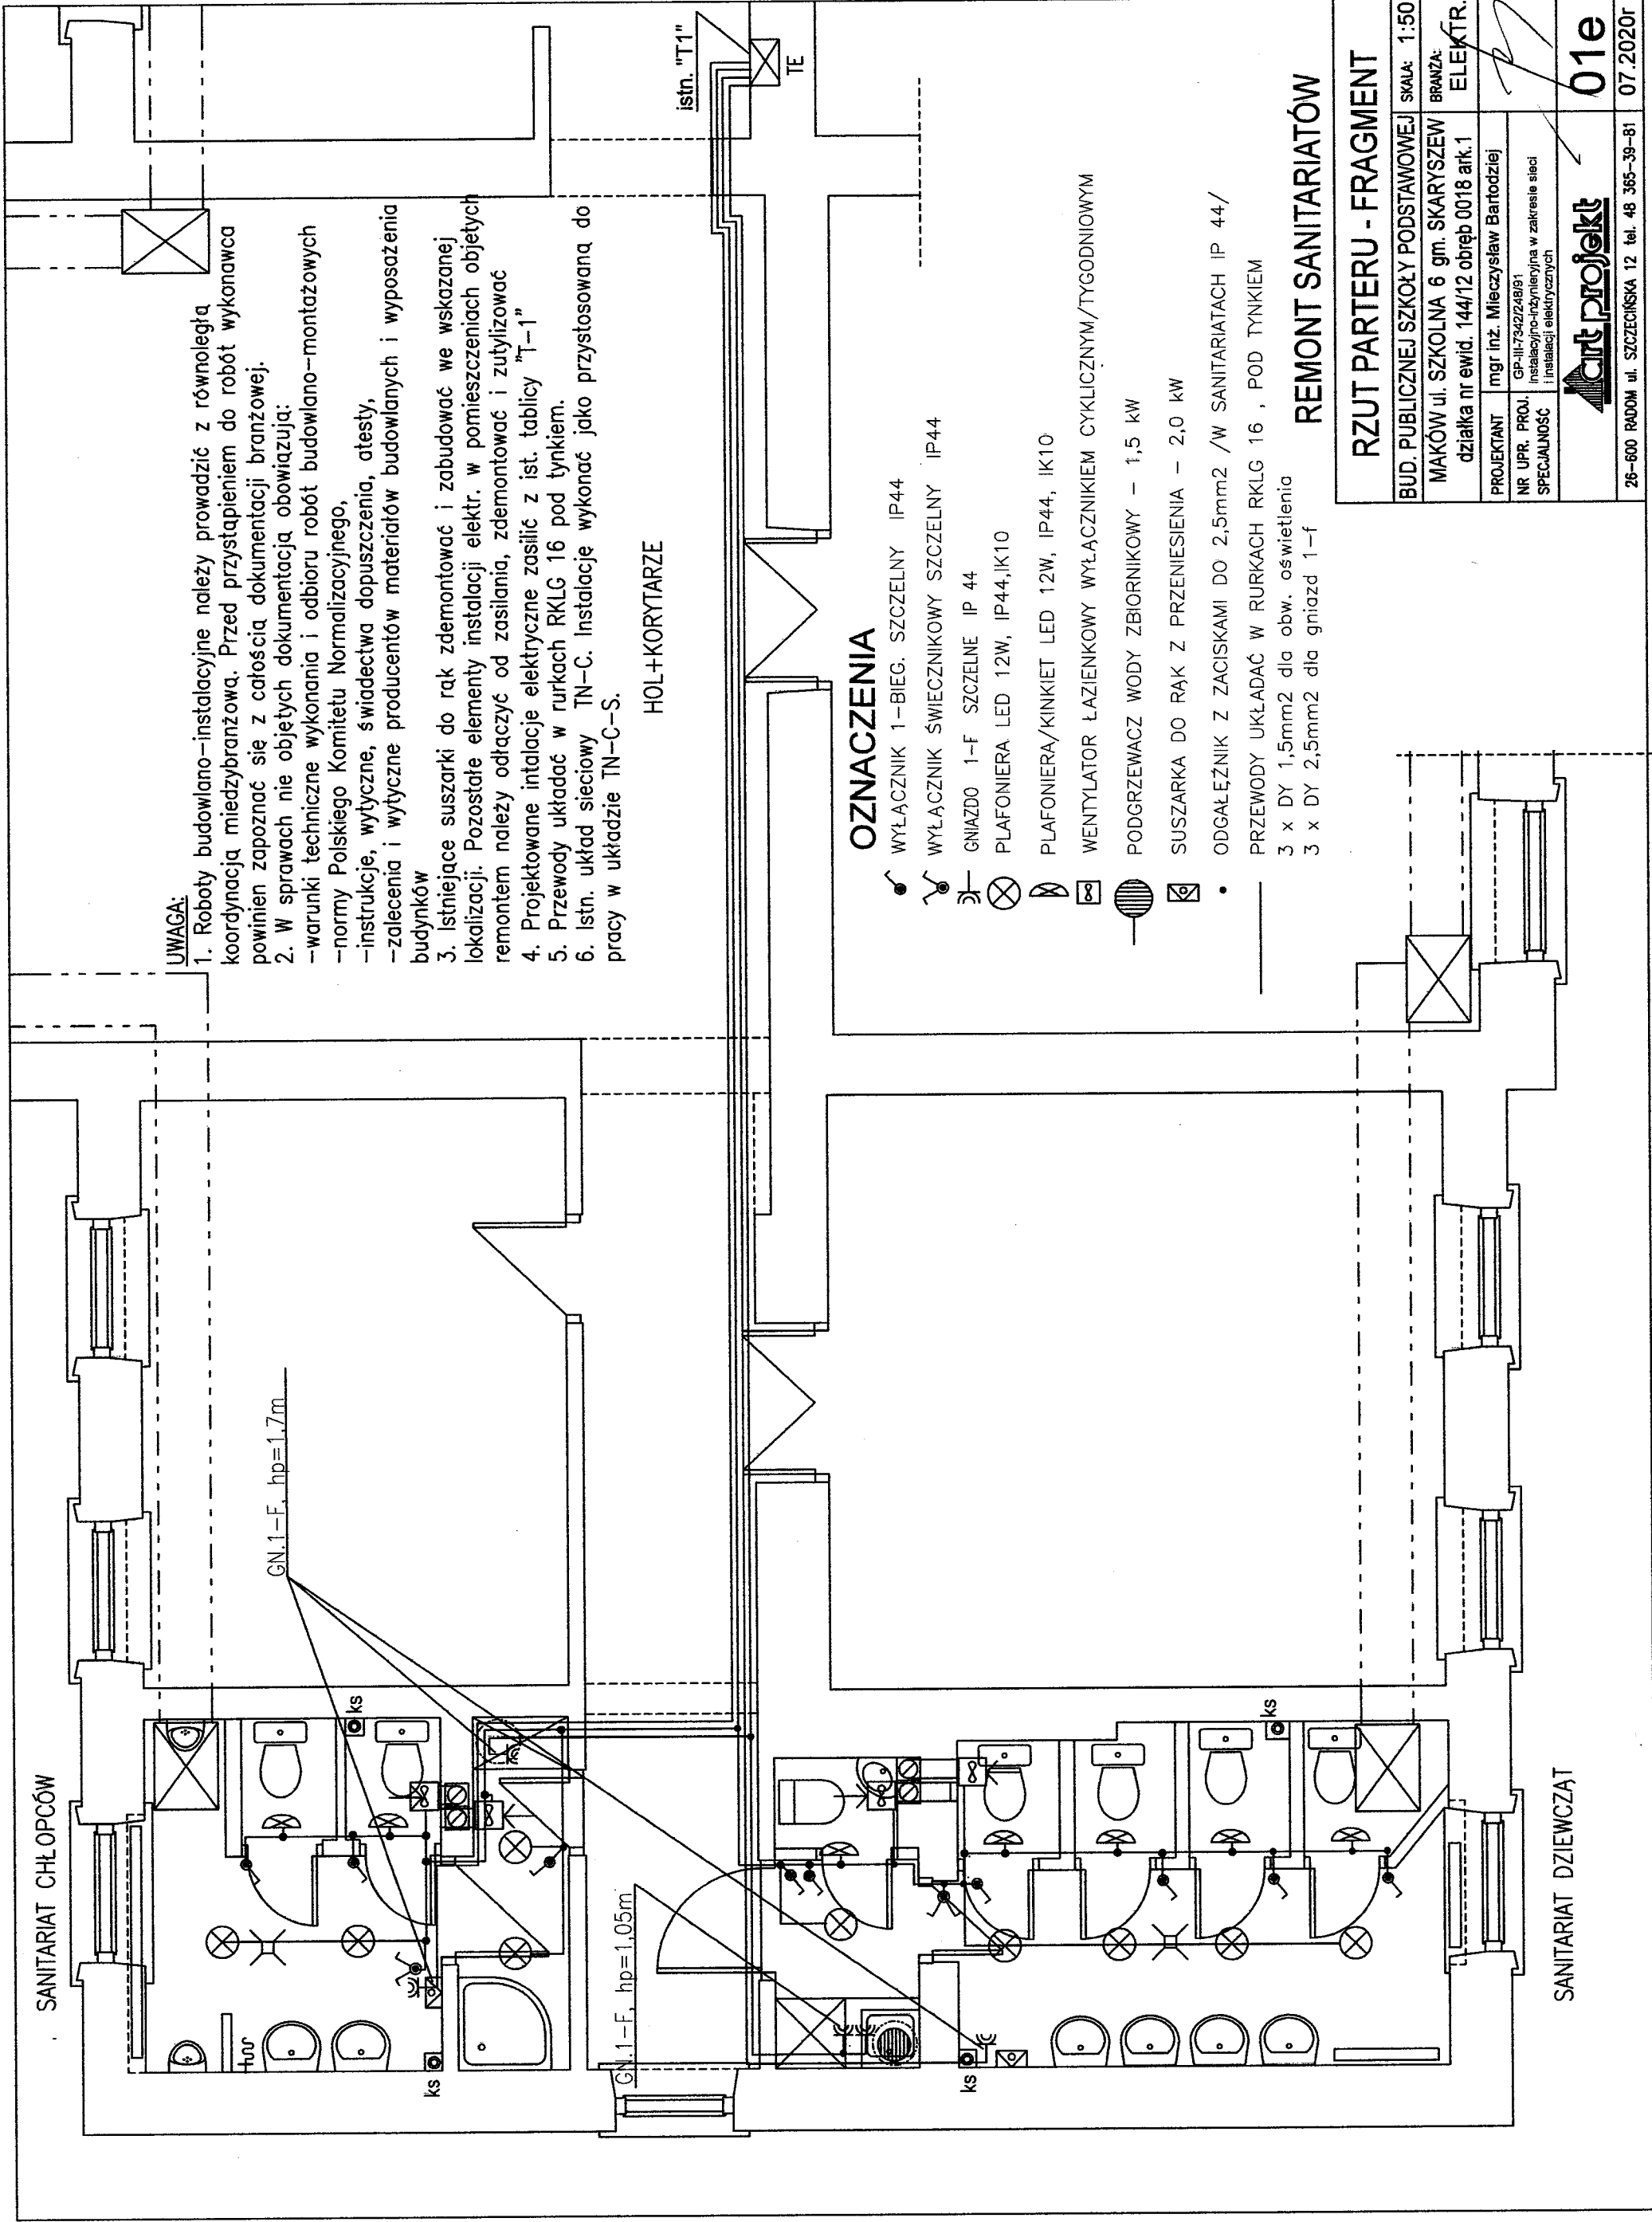 SANITARIAT CHŁOPCÓW
GN.1-F, hp=1,7m
ks
ks
GN.1-F, hp=1,05m
ks
ks
SANITARIAT DZIEWCZĄT
istn. "T1"
TE
UWAGA:
1. Roboty budowlano-instalacyjne należy prowadzić z równoległą
koordynacją miedzybranżową. Przed przystąpieniem do robót wykonawca
powinien zapoznać się z całością dokumentacji branżowej.
2. W sprawach nie objętych dokumentacją obowiązują:
-warunki techniczne wykonania i odbioru robót budowlano-montażowych
-normy Polskiego Komitetu Normalizacyjnego,
-instrukcje, wytyczne, świadectwa dopuszczenia, atesty,
-zalecenia i wytyczne producentów materiałów budowlanych i wyposażenia
budynków
3. Istniejące suszarki do rąk zdemontować i zabudować we wskazanej
lokalizacji. Pozostałe elementy instalacji elektr. w pomieszczeniach objetych
remontem należy odłączyć od zasilania, zdemontować i zutylizować
4. Projektowane intalacje elektryczne zasilić z ist. tablicy "T-1"
5. Przewody układać w rurkach RKLG 16 pod tynkiem.
6. Istn. układ sieciowy TN-C. Instalację wykonać jako przystosowaną do
pracy w układzie TN-C-S.
HOL+KORYTARZE
OZNACZENIA
WYŁĄCZNIK 1-BIEG. SZCZELNY IP44
WYŁĄCZNIK ŚWIECZNIKOWY SZCZELNY IP44
GNIAZDO 1-F SZCZELNE IP 44
PLAFONIERA LED 12W, IP44,IK10
PLAFONIERA/KINKIET LED 12W, IP44, IK10
WENTYLATOR ŁAZIENKOWY WYŁĄCZNIKIEM CYKLICZNYM/TYGODNIOWYM
PODGRZEWACZ WODY ZBIORNIKOWY - 1,5 kW
SUSZARKA DO RĄK Z PRZENIESIENIA - 2,0 kW
ODGAŁĘŹNIK Z ZACISKAMI DO 2,5mm2 /W SANITARIATACH IP 44/
PRZEWODY UKŁADAĆ W RURKACH RKLG 16 , POD TYNKIEM
3 x DY 1,5mm2 dla obw. oświetlenia
3 x DY 2,5mm2 dla gniazd 1-f
REMONT SANITARIATÓW
RZUT PARTERU - FRAGMENT
BUD. PUBLICZNEJ SZKOŁY PODSTAWOWEJ
MAKÓW ul. SZKOLNA 6 gm. SKARYSZEW
działka nr ewid. 144/12 obręb 0018 ark.1
SKALA: 1:50
BRANŻA:
ELEKTR.
PROJEKTANT mgr inż. Mieczysław Bartodziej
NR UPR. PROJ. GP-III-7342/248/91
SPECJALNOŚĆ instalacyjno-inżynieryjna w zakresie sieci
i instalacji elektrycznych
art projekt
01e
26-600 RADOM ul. SZCZECIŃSKA 12 tel. 48 365-39-81
07.2020r